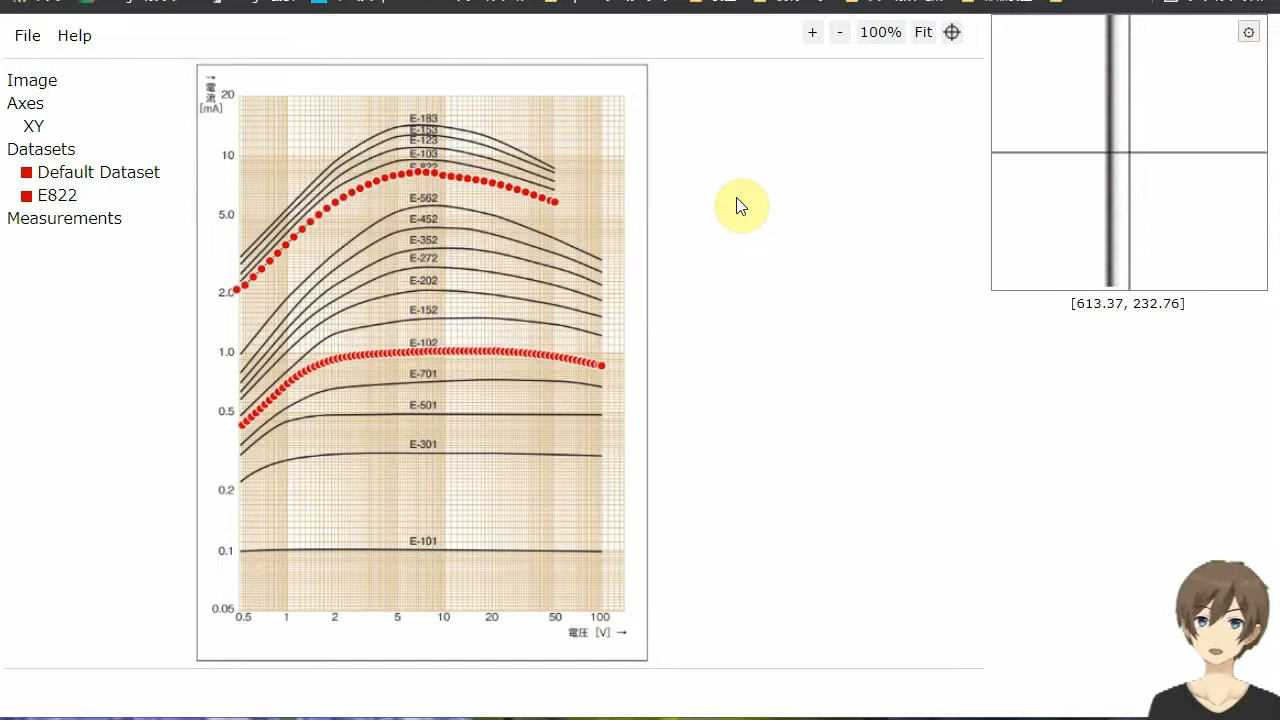 File Help
+ - 100% Fit
Image
Axes
XY
Datasets
Default Dataset
E822
Measurements
→電流
[mA]
20
10
5.0
2.0
1.0
0.5
0.2
0.1
0.05
E-183
E-153
E-123
E-103
E-822
E-562
E-452
E-352
E-272
E-202
E-152
E-102
E-701
E-501
E-301
E-101
0.5 1 2 5 10 20 50 100
電圧 [V] →
[613.37, 232.76]